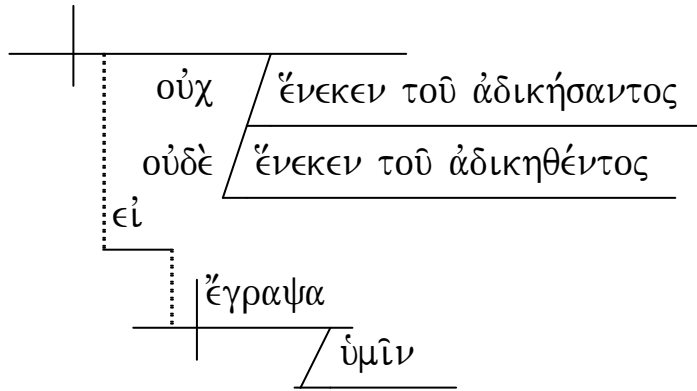 οὐχ ἕνεκεν τοῦ ἀδικήσαντος
οὐδὲ ἕνεκεν τοῦ ἀδικηθέντος
εἰ
ἔγραψα
ὑμῖν